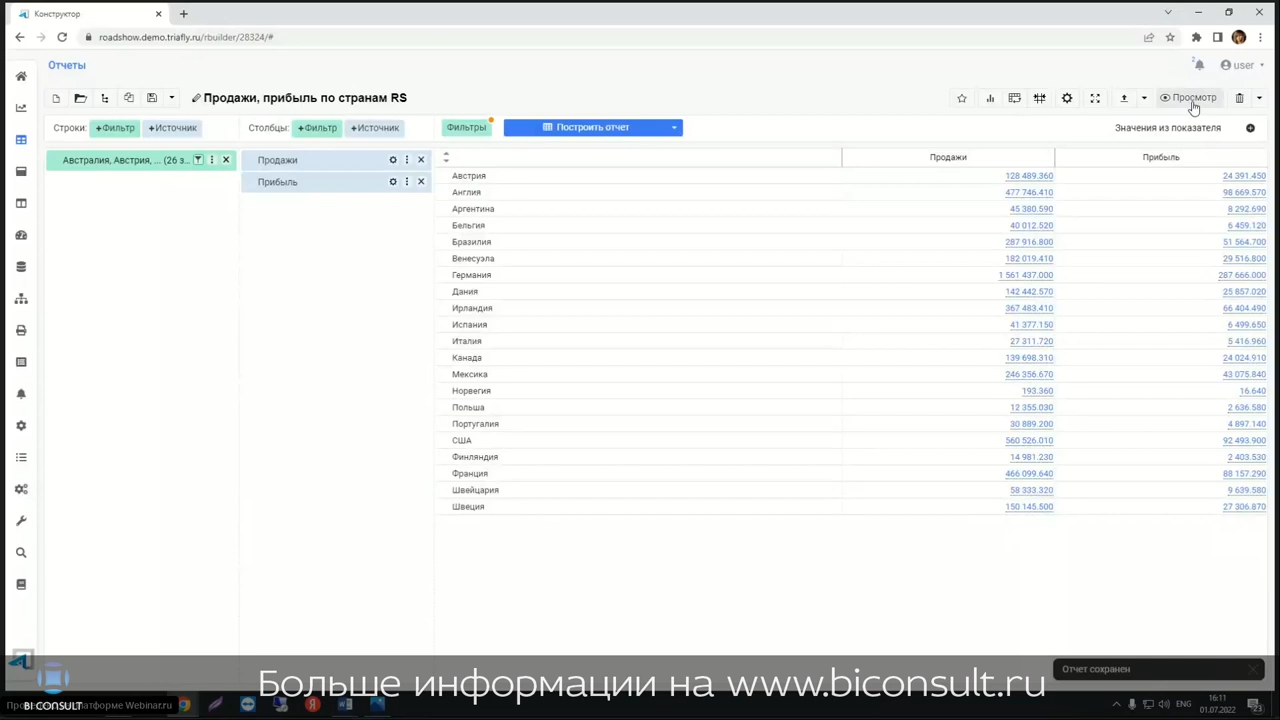 Конструктор
roadshow.demo.triafly.ru/rbuilder/28324/#
Отчеты
2
user
Продажи, прибыль по странам RS
Просмотр
Строки: +Фильтр +Источник Столбцы: +Фильтр +Источник Фильтры Построить отчет Значения из показателя
Австралия, Австрия, ... (26 з...
Продажи
Прибыль
Продажи Прибыль
Австрия 128 489.360 24 391.450
Англия 477 746.410 98 669.570
Аргентина 45 380.590 8 292.690
Бельгия 40 012.520 6 459.120
Бразилия 287 916.800 51 564.700
Венесуэла 182 019.410 29 516.800
Германия 1 561 437.000 287 666.000
Дания 142 442.570 25 857.020
Ирландия 367 483.410 66 404.490
Испания 41 377.150 6 499.650
Италия 27 311.720 5 416.960
Канада 139 698.310 24 024.910
Мексика 246 356.670 43 075.840
Норвегия 193.360 16.640
Польша 12 355.030 2 636.580
Португалия 30 889.200 4 897.140
США 560 526.010 92 493.900
Финляндия 14 981.230 2 403.530
Франция 466 099.640 88 157.290
Швейцария 58 333.320 9 639.580
Швеция 150 145.500 27 306.870
Отчет сохранен
Больше информации на www.biconsult.ru
BI CONSULT
платформе Webinar.ru
ENG
16:11
01.07.2022
23